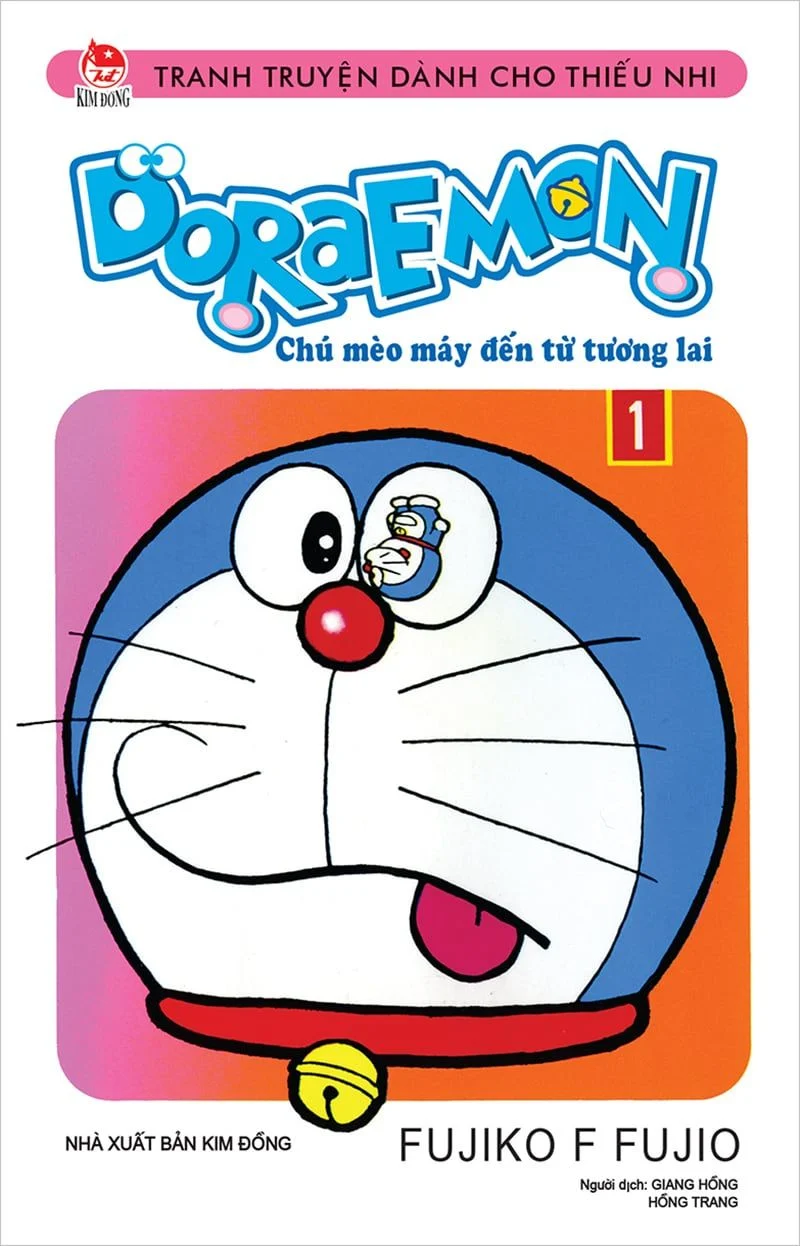 KIM ĐỒNG
TRANH TRUYỆN DÀNH CHO THIẾU NHI
DORAEMON
Chú mèo máy đến từ tương lai
1
NHÀ XUẤT BẢN KIM ĐỒNG
FUJIKO F FUJIO
Người dịch: GIANG HỒNG
HỒNG TRANG